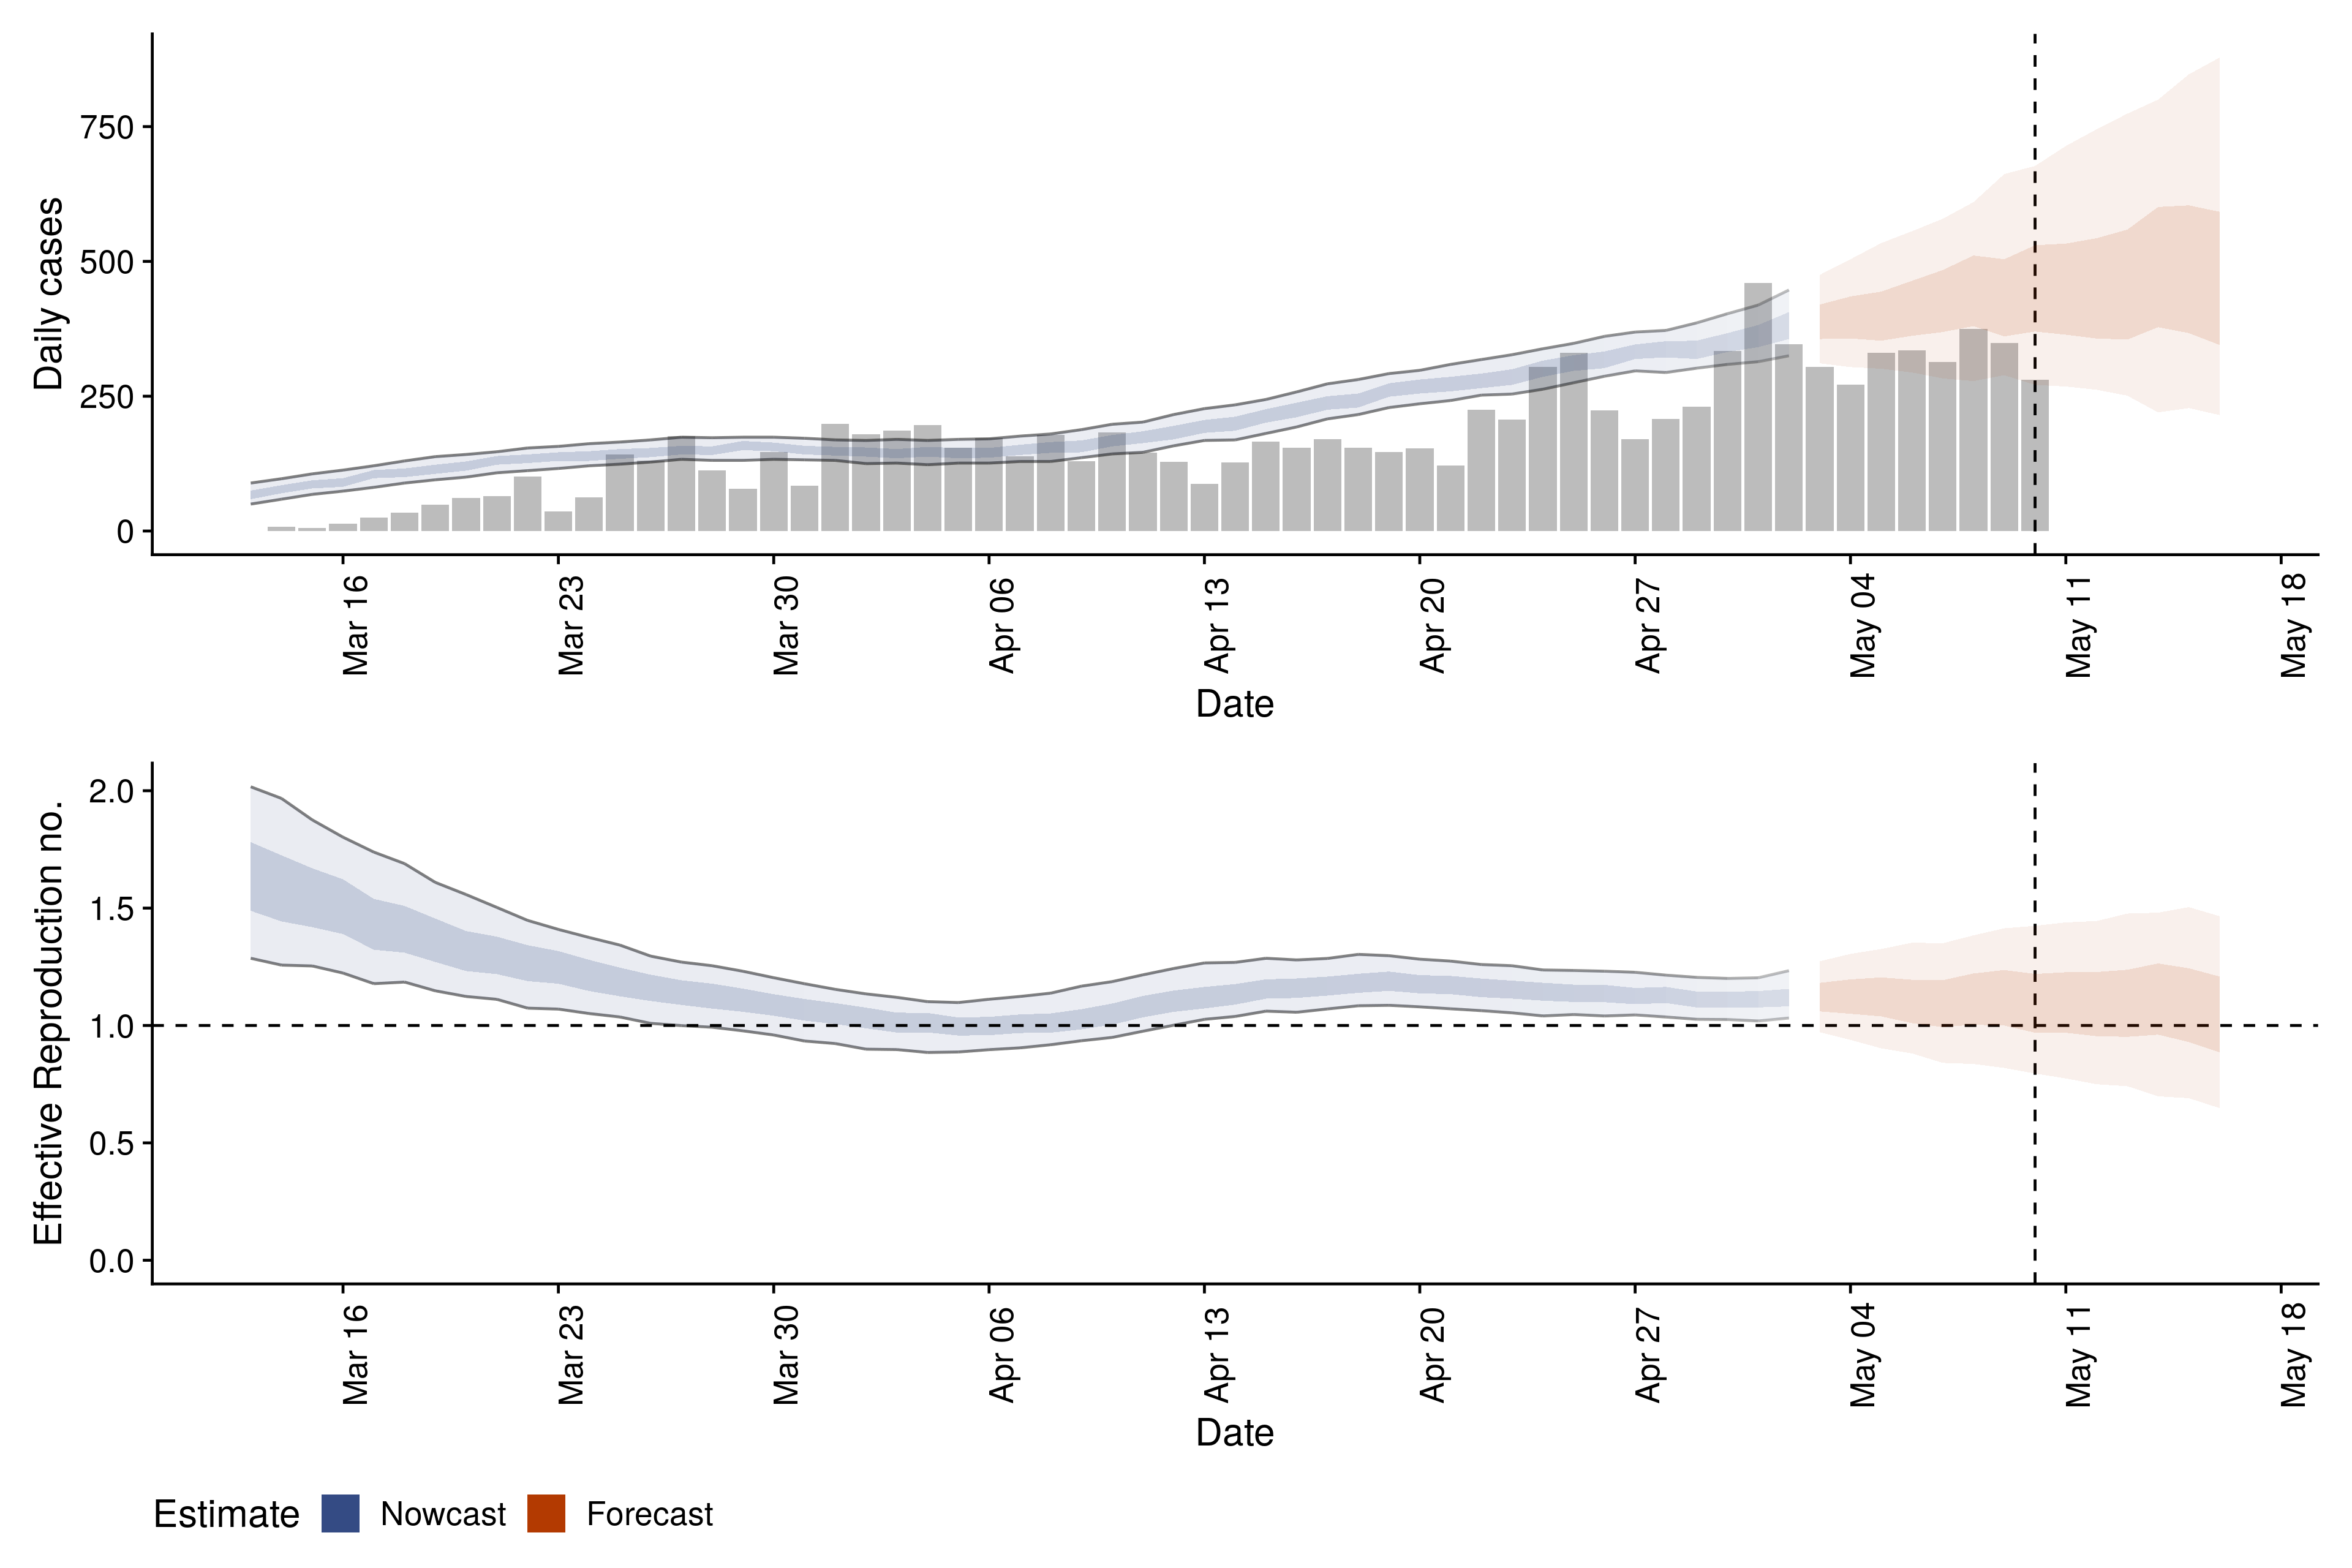 Daily cases
750
500
250
0
Mar 16
Mar 23
Mar 30
Apr 06
Apr 13
Apr 20
Apr 27
May 04
May 11
May 18
Date
Effective Reproduction no.
2.0
1.5
1.0
0.5
0.0
Mar 16
Mar 23
Mar 30
Apr 06
Apr 13
Apr 20
Apr 27
May 04
May 11
May 18
Date
Estimate Nowcast Forecast